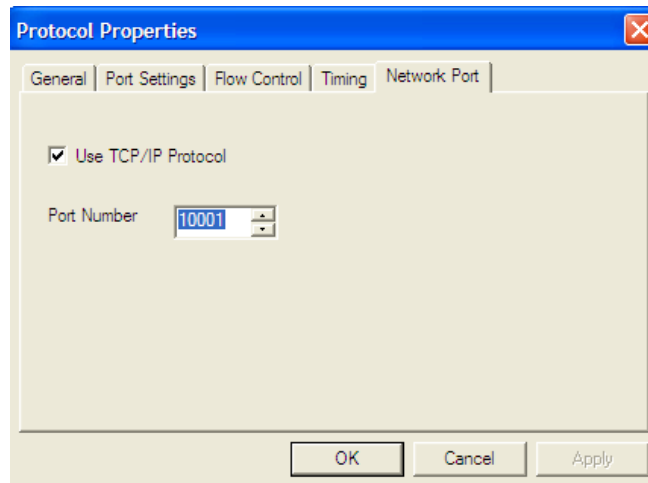 Protocol Properties
General Port Settings Flow Control Timing Network Port
Use TCP/IP Protocol
Port Number 10001
OK Cancel Apply